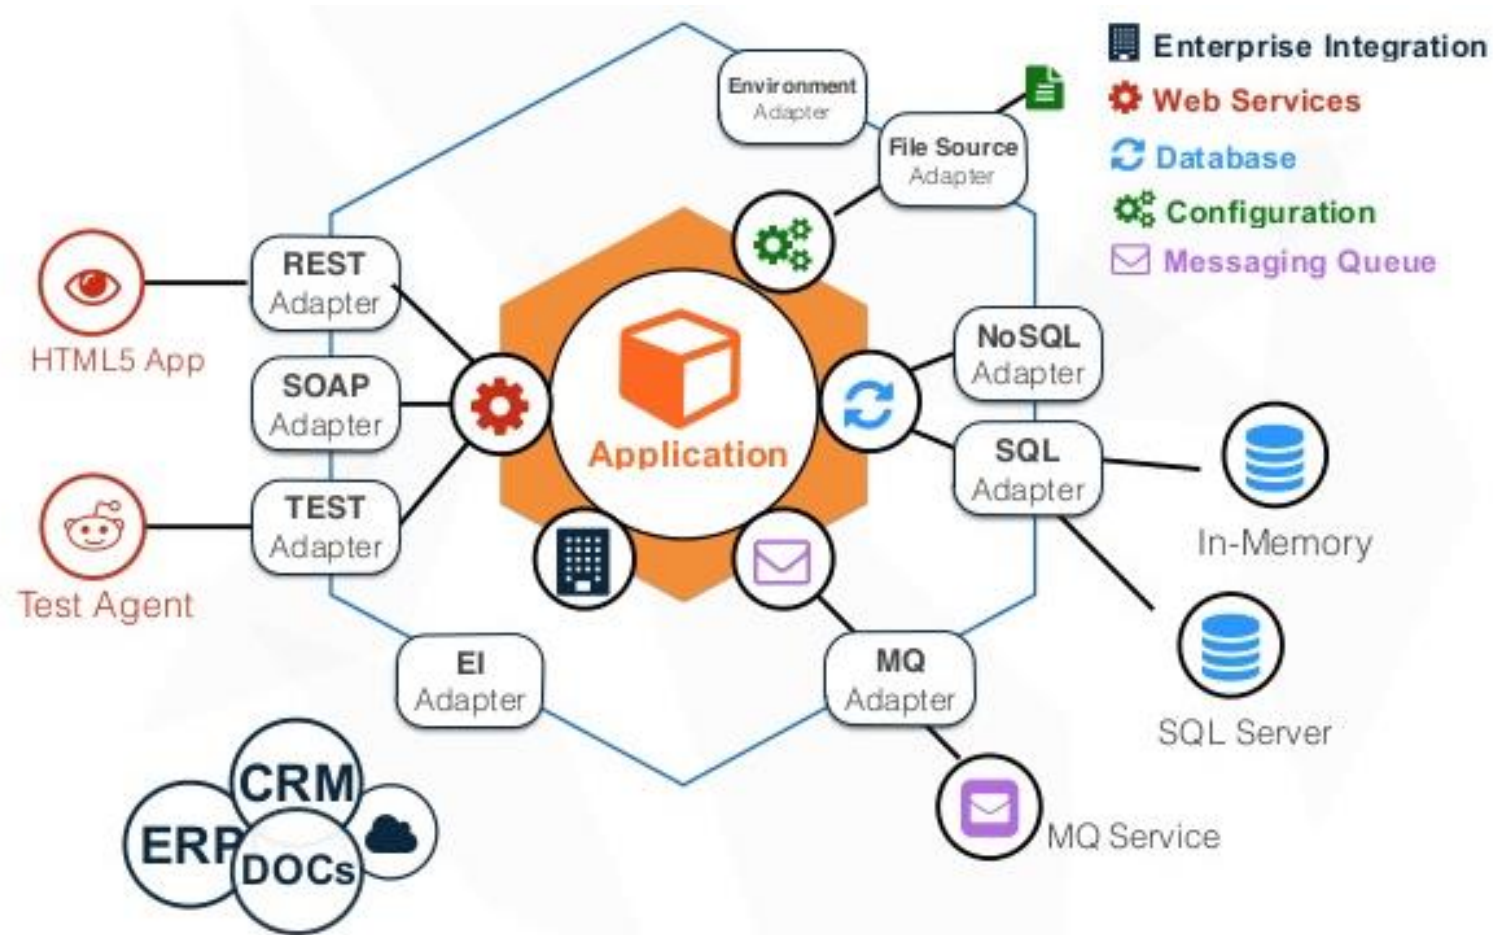 Environment
Adapter
File Source
Adapter
Enterprise Integration
Web Services
Database
Configuration
Messaging Queue
REST
Adapter
HTML5 App
SOAP
Adapter
TEST
Adapter
Test Agent
Application
NoSQL
Adapter
SQL
Adapter
In-Memory
SQL Server
EI
Adapter
MQ
Adapter
MQ Service
CRM
ERP
DOCs